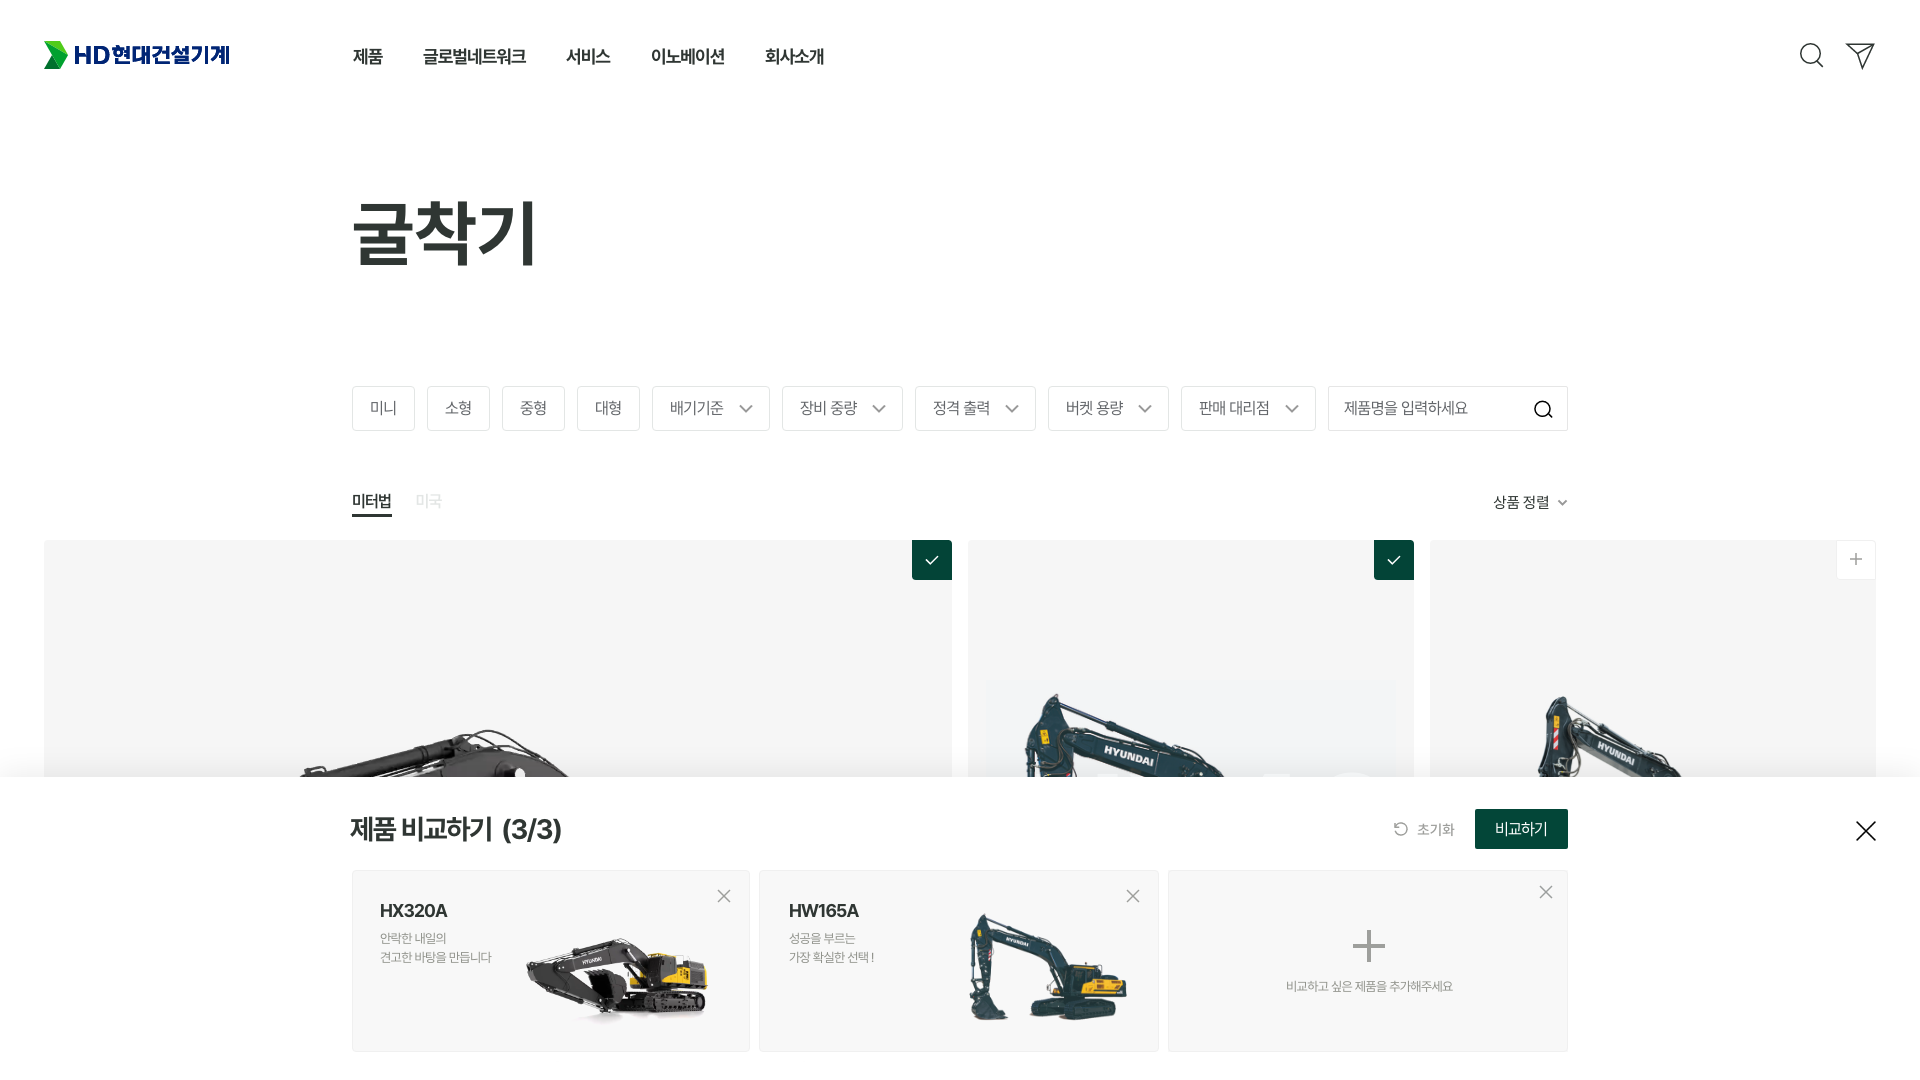 HD현대건설기계
제품 글로벌네트워크 서비스 이노베이션 회사소개
굴착기
미니 소형 중형 대형 배기기준 장비 중량 정격 출력 버켓 용량 판매 대리점 제품명을 입력하세요
미터법 미국
상품 정렬
HYUNDAI
HYUNDAI
제품 비교하기 (3/3)
초기화 비교하기
HX320A
안락한 내일의
견고한 바탕을 만듭니다
HYUNDAI
HW165A
성공을 부르는
가장 확실한 선택 !
HYUNDAI
비교하고 싶은 제품을 추가해주세요